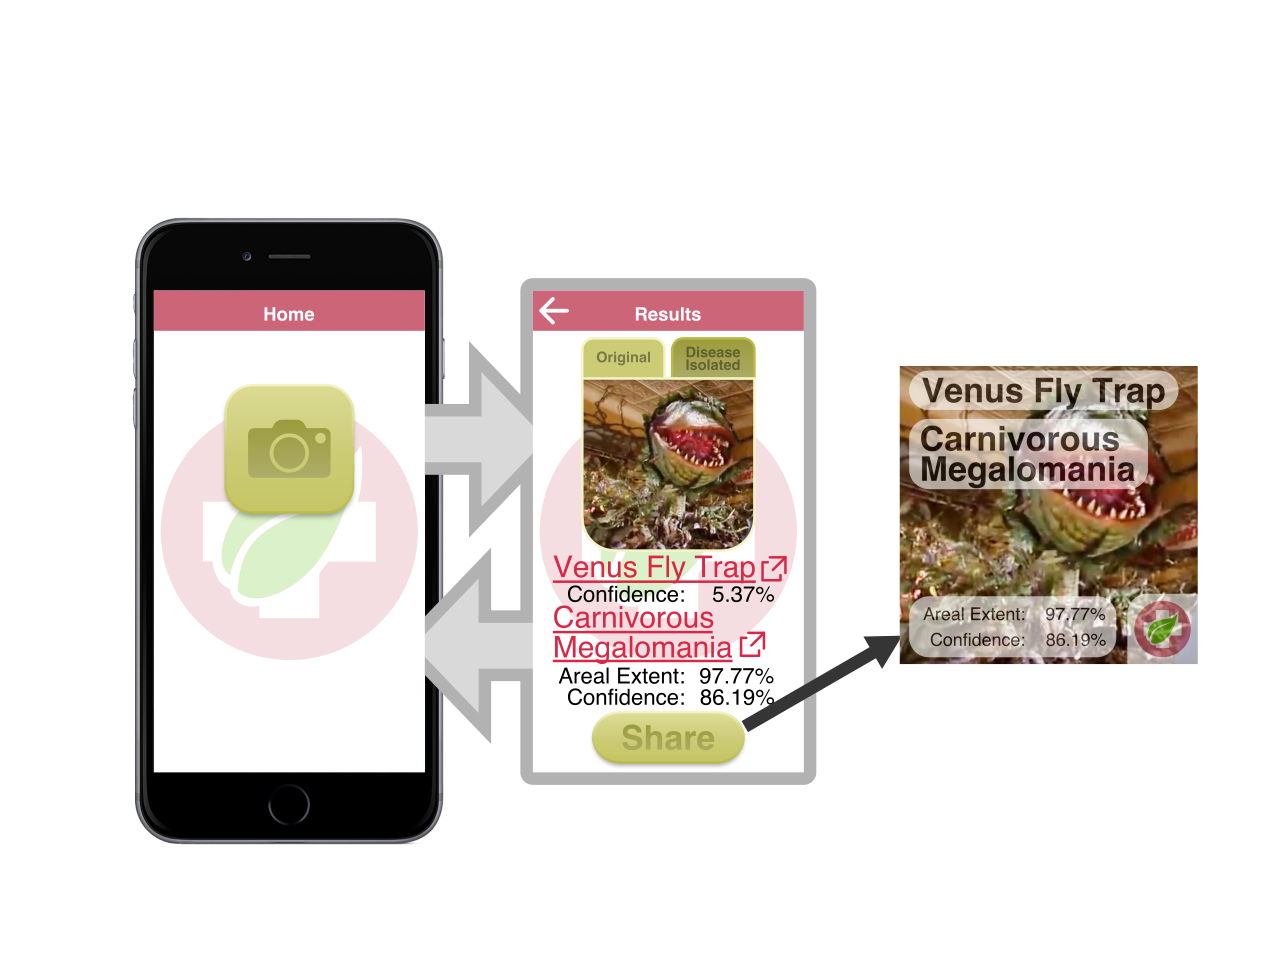 Home
Results
Original
Disease
Isolated
Venus Fly Trap
Confidence: 5.37%
Carnivorous
Megalomania
Areal Extent: 97.77%
Confidence: 86.19%
Share
Venus Fly Trap
Carnivorous
Megalomania
Areal Extent: 97.77%
Confidence: 86.19%